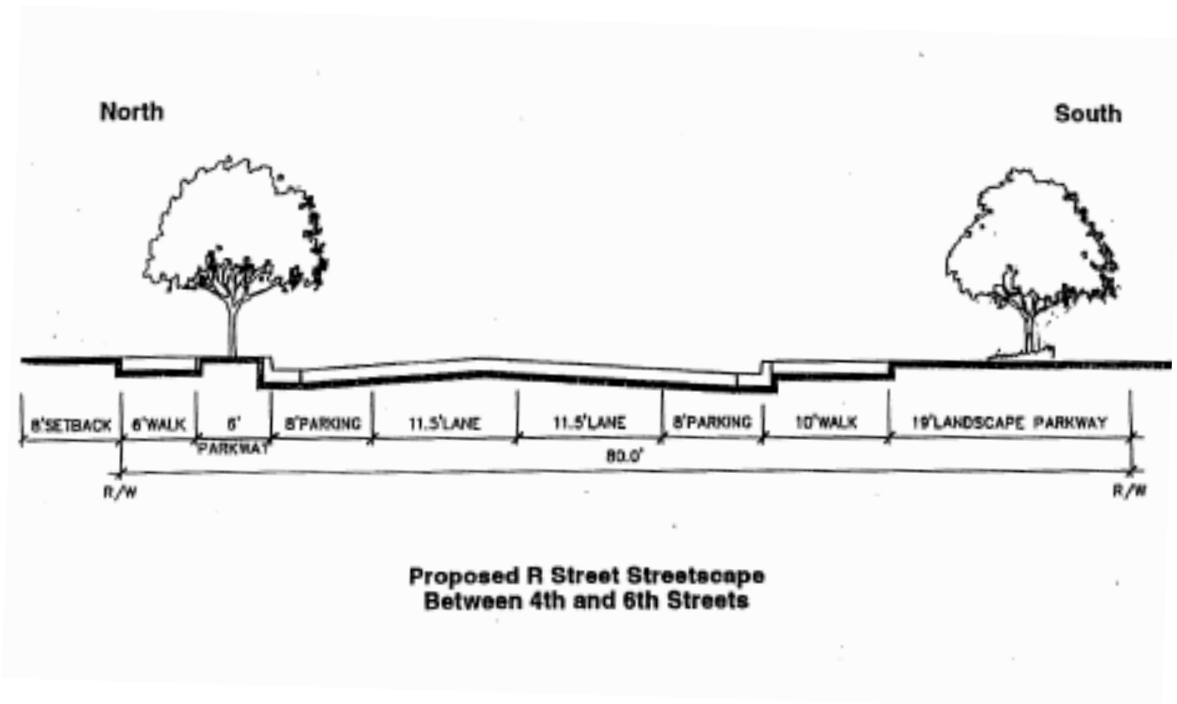 North
South
8'SETBACK 6'WALK 6' 8'PARKING 11.5'LANE 11.5'LANE 8'PARKING 10'WALK 19'LANDSCAPE PARKWAY
PARKWAY
80.0'
R/W
R/W
Proposed R Street Streetscape
Between 4th and 6th Streets